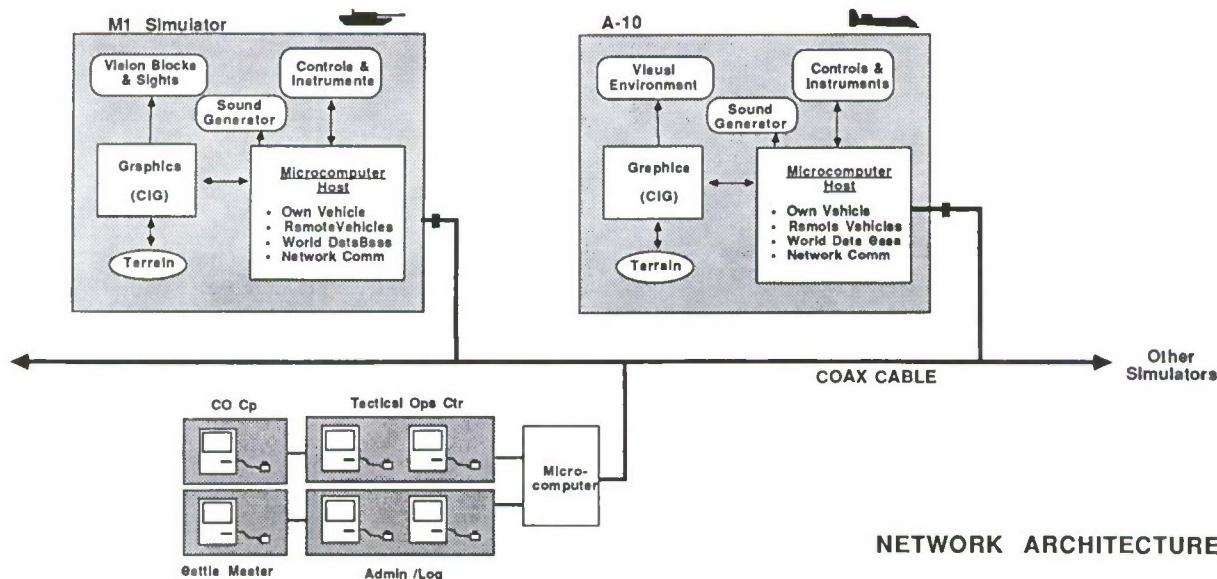 M1 Simulator
Vision Blocks
& Sights
Controls &
Instruments
Sound
Generator
Graphics
(CIG)
Microcomputer
Host
• Own Vehicle
• RemoteVehicles
• World DataBase
• Network Comm
Terrain
A-10
Visual
Environment
Controls &
Instruments
Sound
Generator
Graphics
(CIG)
Microcomputer
Host
• Own Vehicle
• Remote Vehicles
• World Data Base
• Network Comm
Terrain
COAX CABLE
Other
Simulators
CO Cp
Tactical Ops Ctr
Micro-
computer
Battle Master
Admin /Log
NETWORK ARCHITECTURE